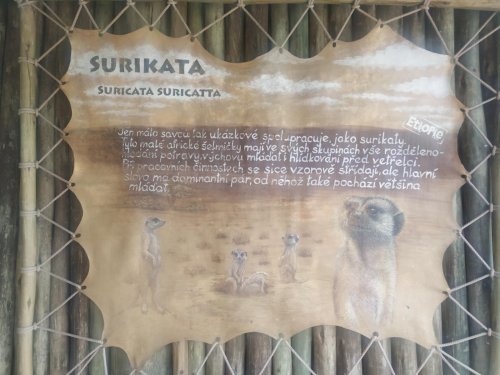 SURIKATA
SURICATA SURICATTA
Etiopie
Jen málo savců tak ukázkově spolupracuje, jako surikaty.
Tyto malé africké šelmičky mají ve svých skupinách vše rozděleno-
hledání potravy, výchovu mláďat i hlídkování před vetřelci.
Při pracovních činnostech se sice vzorově střídají, ale hlavní
slovo má dominantní pár, od něhož také pochází většina
mláďat.